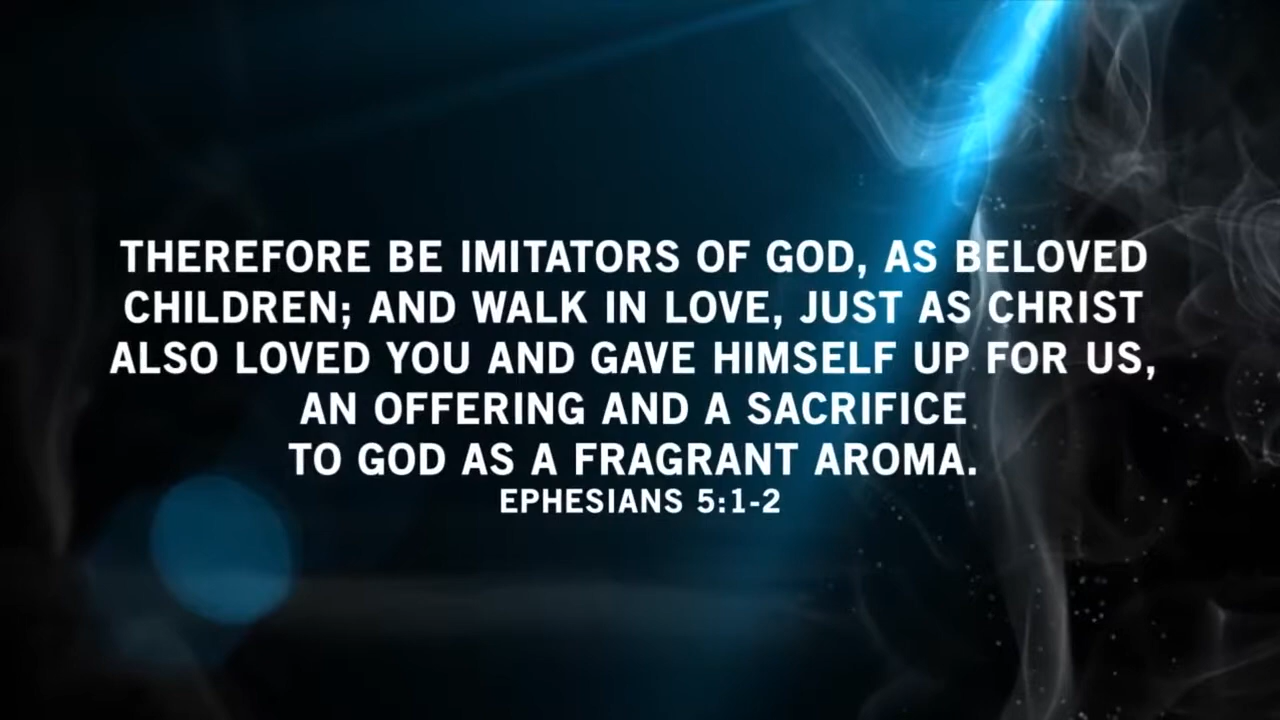 THEREFORE BE IMITATORS OF GOD, AS BELOVED
CHILDREN; AND WALK IN LOVE, JUST AS CHRIST
ALSO LOVED YOU AND GAVE HIMSELF UP FOR US,
AN OFFERING AND A SACRIFICE
TO GOD AS A FRAGRANT AROMA.
EPHESIANS 5:1-2